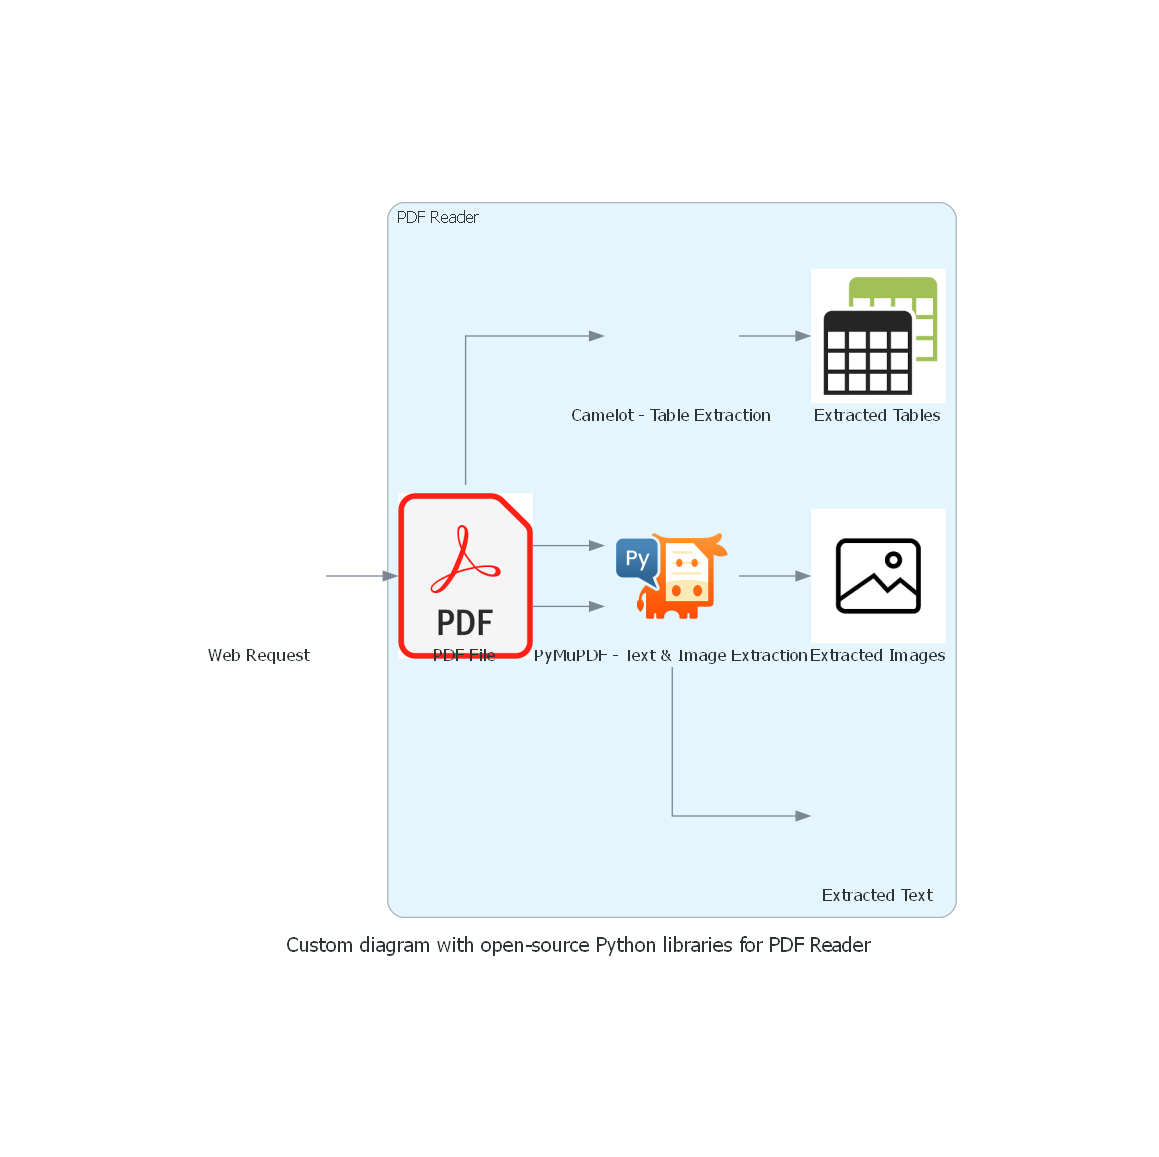 PDF Reader
Camelot - Table Extraction
Extracted Tables
Py
PDF
Web Request
PDF File
PyMuPDF - Text & Image Extraction
Extracted Images
Extracted Text
Custom diagram with open-source Python libraries for PDF Reader